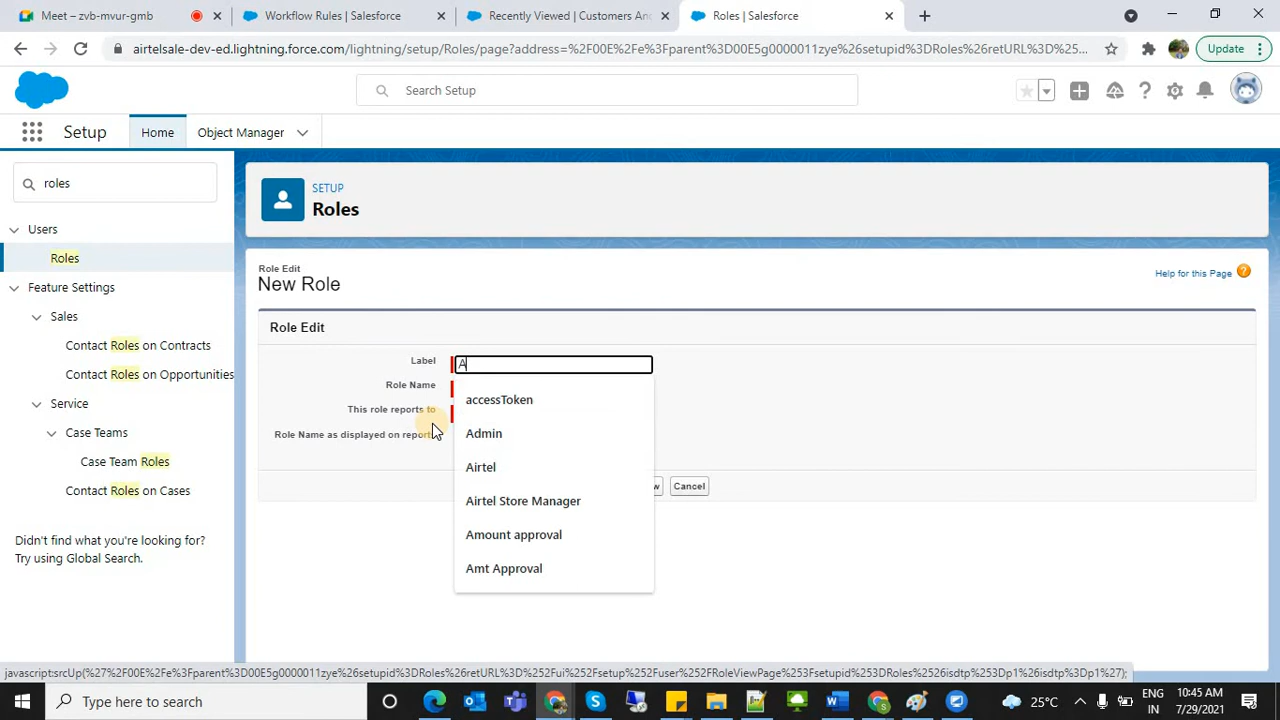 Meet – zvb-mvur-gmb
Workflow Rules | Salesforce
Recently Viewed | Customers And
Roles | Salesforce
airtelsale-dev-ed.lightning.force.com/lightning/setup/Roles/page?address=%2F00E%2Fe%3Fparent%3D00E5g0000011zye%26setupid%3DRoles%26retURL%3D%25...
Update
Search Setup
Setup
Home
Object Manager
roles
Users
Roles
Feature Settings
Sales
Contact Roles on Contracts
Contact Roles on Opportunities
Service
Case Teams
Case Team Roles
Contact Roles on Cases
Didn't find what you're looking for?
Try using Global Search.
SETUP
Roles
Role Edit
New Role
Help for this Page
Role Edit
Label
A
Role Name
This role reports to
Role Name as displayed on report
accessToken
Admin
Airtel
Airtel Store Manager
Amount approval
Amt Approval
w
Cancel
javascript:srcUp(%27%2F00E%2Fe%3Fparent%3D00E5g0000011zye%26setupid%3DRoles%26retURL%3D%252Fui%252Fsetup%252Fuser%252FRoleViewPage%253Fsetupid%253DRoles%2526isdtp%253Dp1%26isdtp%3Dp1%27);
Type here to search
25°C
ENG
IN
10:45 AM
7/29/2021